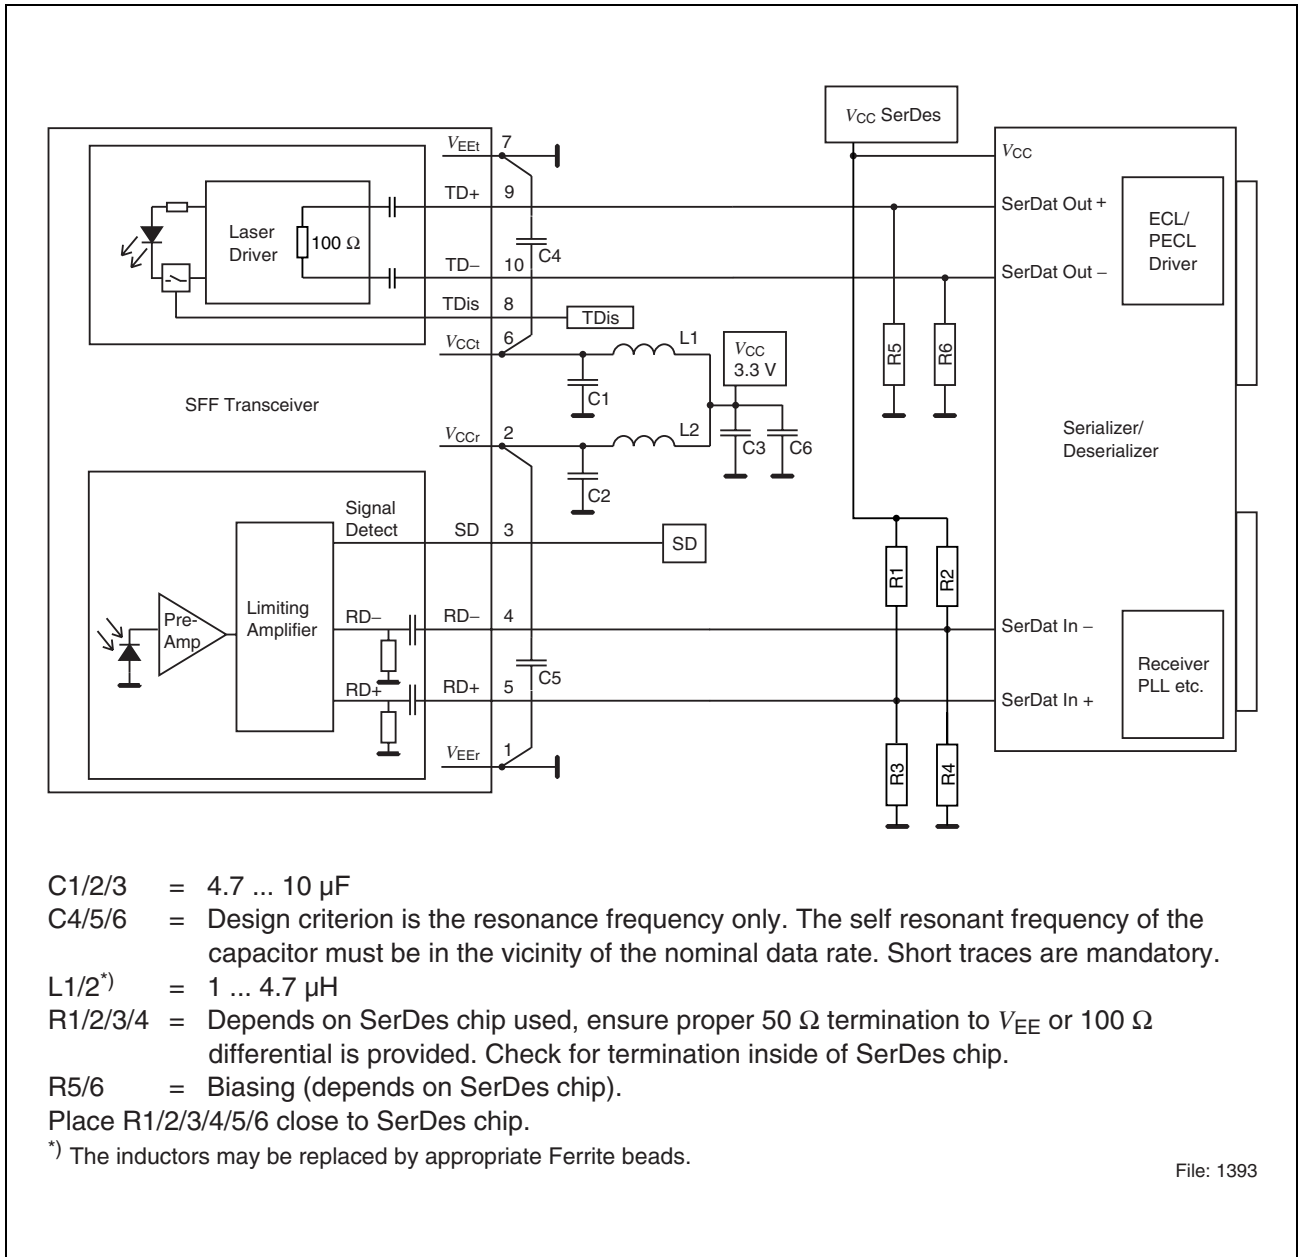 V_CC SerDes
V_EEt 7
V_CC
TD+ 9
SerDat Out +
Laser
Driver
100 Ω
ECL/
PECL
Driver
C4
TD− 10
SerDat Out −
TDis 8
TDis
V_CCt 6
L1
V_CC
3.3 V
R5
R6
C1
SFF Transceiver
V_CCr 2
L2
C3
C6
Serializer/
Deserializer
C2
Signal
Detect
SD 3
SD
R1
R2
Pre-
Amp
Limiting
Amplifier
RD−
RD− 4
SerDat In −
C5
Receiver
PLL etc.
RD+
RD+ 5
SerDat In +
V_EEr 1
R3
R4
C1/2/3 = 4.7 ... 10 µF
C4/5/6 = Design criterion is the resonance frequency only. The self resonant frequency of the
capacitor must be in the vicinity of the nominal data rate. Short traces are mandatory.
L1/2*) = 1 ... 4.7 µH
R1/2/3/4 = Depends on SerDes chip used, ensure proper 50 Ω termination to V_EE or 100 Ω
differential is provided. Check for termination inside of SerDes chip.
R5/6 = Biasing (depends on SerDes chip).
Place R1/2/3/4/5/6 close to SerDes chip.
*) The inductors may be replaced by appropriate Ferrite beads.
File: 1393